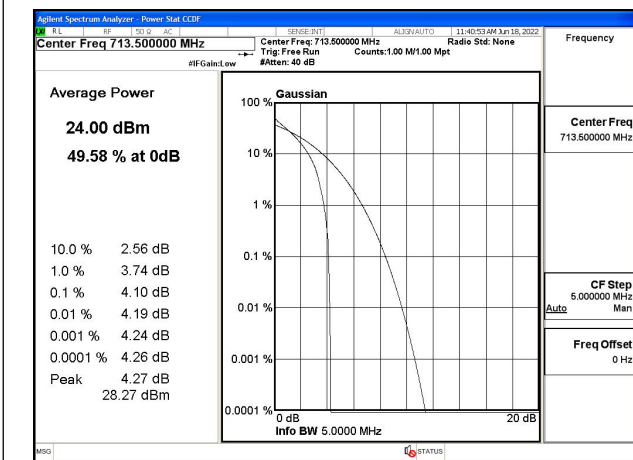 Agilent Spectrum Analyzer - Power Stat CCDF
RL RF 50 Ω AC SENSE:INT ALIGN AUTO 11:40:53 AM Jun 18, 2022
Center Freq 713.500000 MHz
Center Freq: 713.500000 MHz Radio Std: None
Trig: Free Run Counts:1.00 M/1.00 Mpt
#IFGain:Low #Atten: 40 dB
Frequency
Average Power
24.00 dBm
49.58 % at 0dB
10.0 % 2.56 dB
1.0 % 3.74 dB
0.1 % 4.10 dB
0.01 % 4.19 dB
0.001 % 4.24 dB
0.0001 % 4.26 dB
Peak 4.27 dB
28.27 dBm
Gaussian
100 %
10 %
1 %
0.1 %
0.01 %
0.001 %
0.0001 %
0 dB 20 dB
Info BW 5.0000 MHz
Center Freq
713.500000 MHz
CF Step
5.000000 MHz
Auto Man
Freq Offset
0 Hz
MSG STATUS